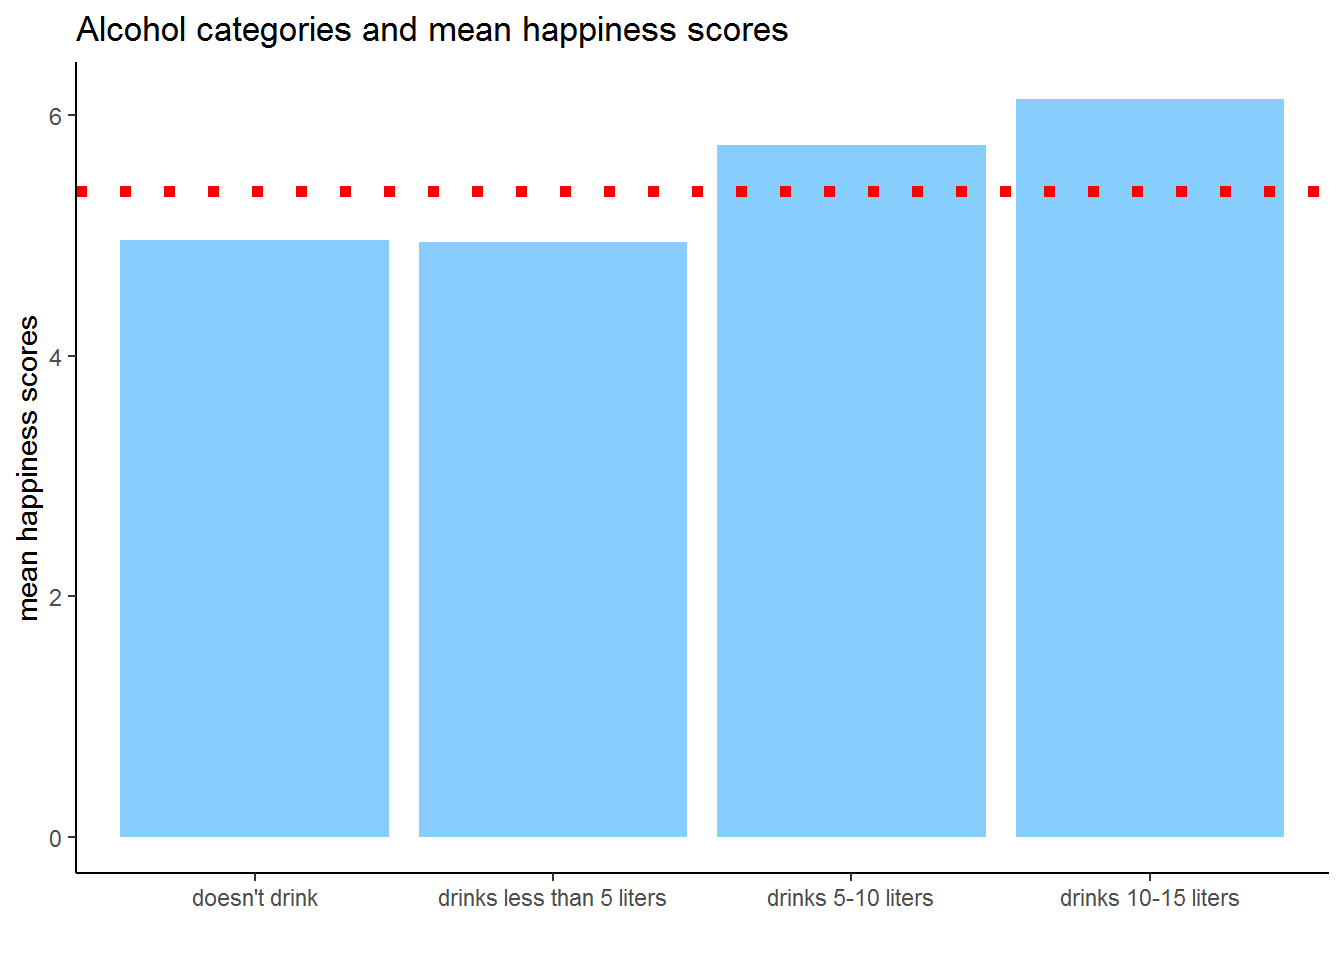 Alcohol categories and mean happiness scores
mean happiness scores
6
4
2
0
doesn't drink
drinks less than 5 liters
drinks 5-10 liters
drinks 10-15 liters